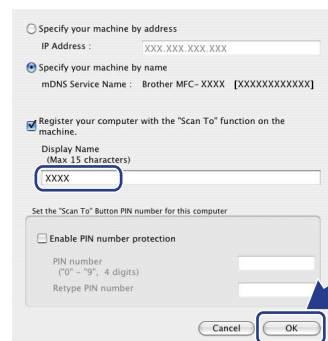 Specify your machine by address
IP Address : XXX.XXX.XXX.XXX
Specify your machine by name
mDNS Service Name : Brother MFC- XXXX [XXXXXXXXXXXX]
Register your computer with the "Scan To" function on the
machine.
Display Name
(Max 15 characters)
XXXX
Set the "Scan To" Button PIN number for this computer
Enable PIN number protection
PIN number
("0" – "9", 4 digits)
Retype PIN number
Cancel OK